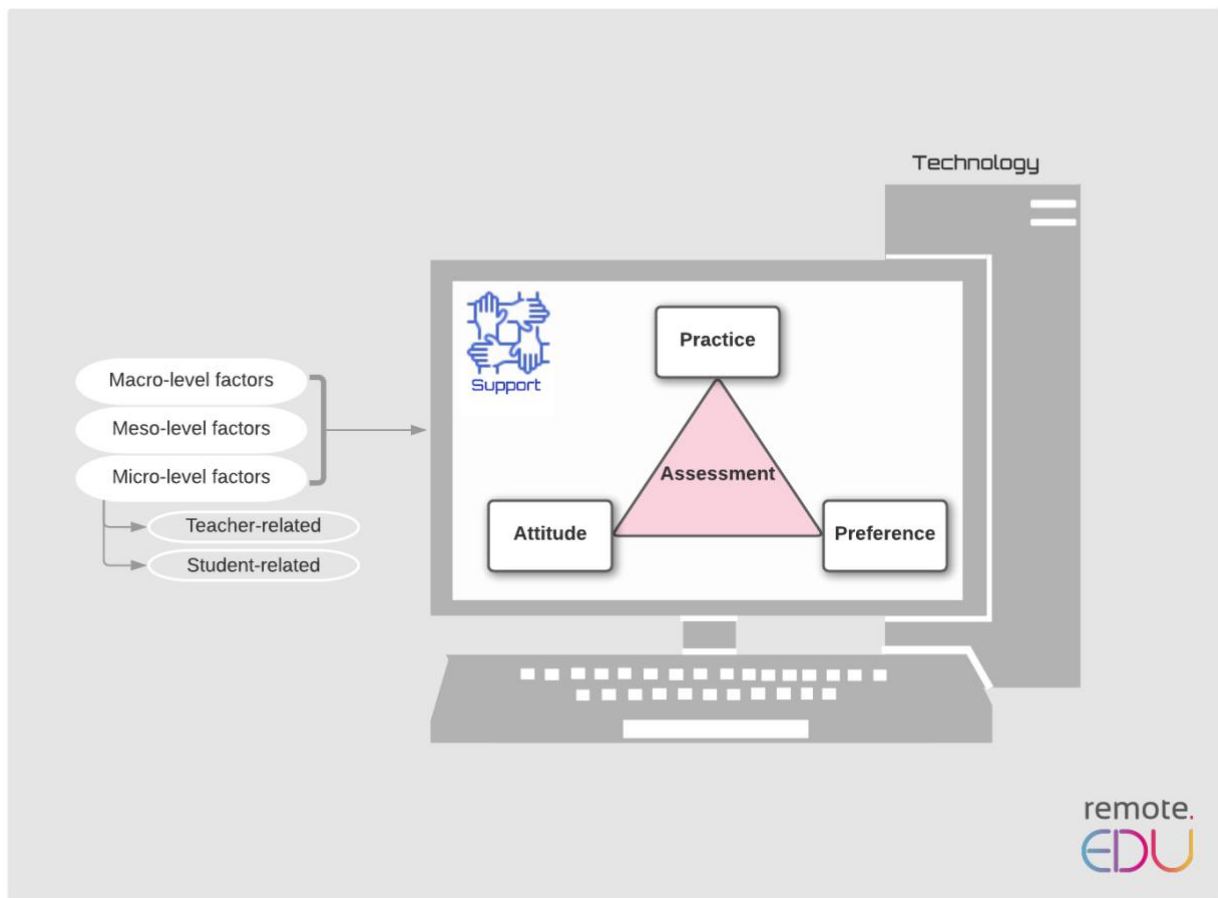 Technology
Support
Practice
Assessment
Attitude
Preference
Macro-level factors
Meso-level factors
Micro-level factors
Teacher-related
Student-related
remote.
EDU